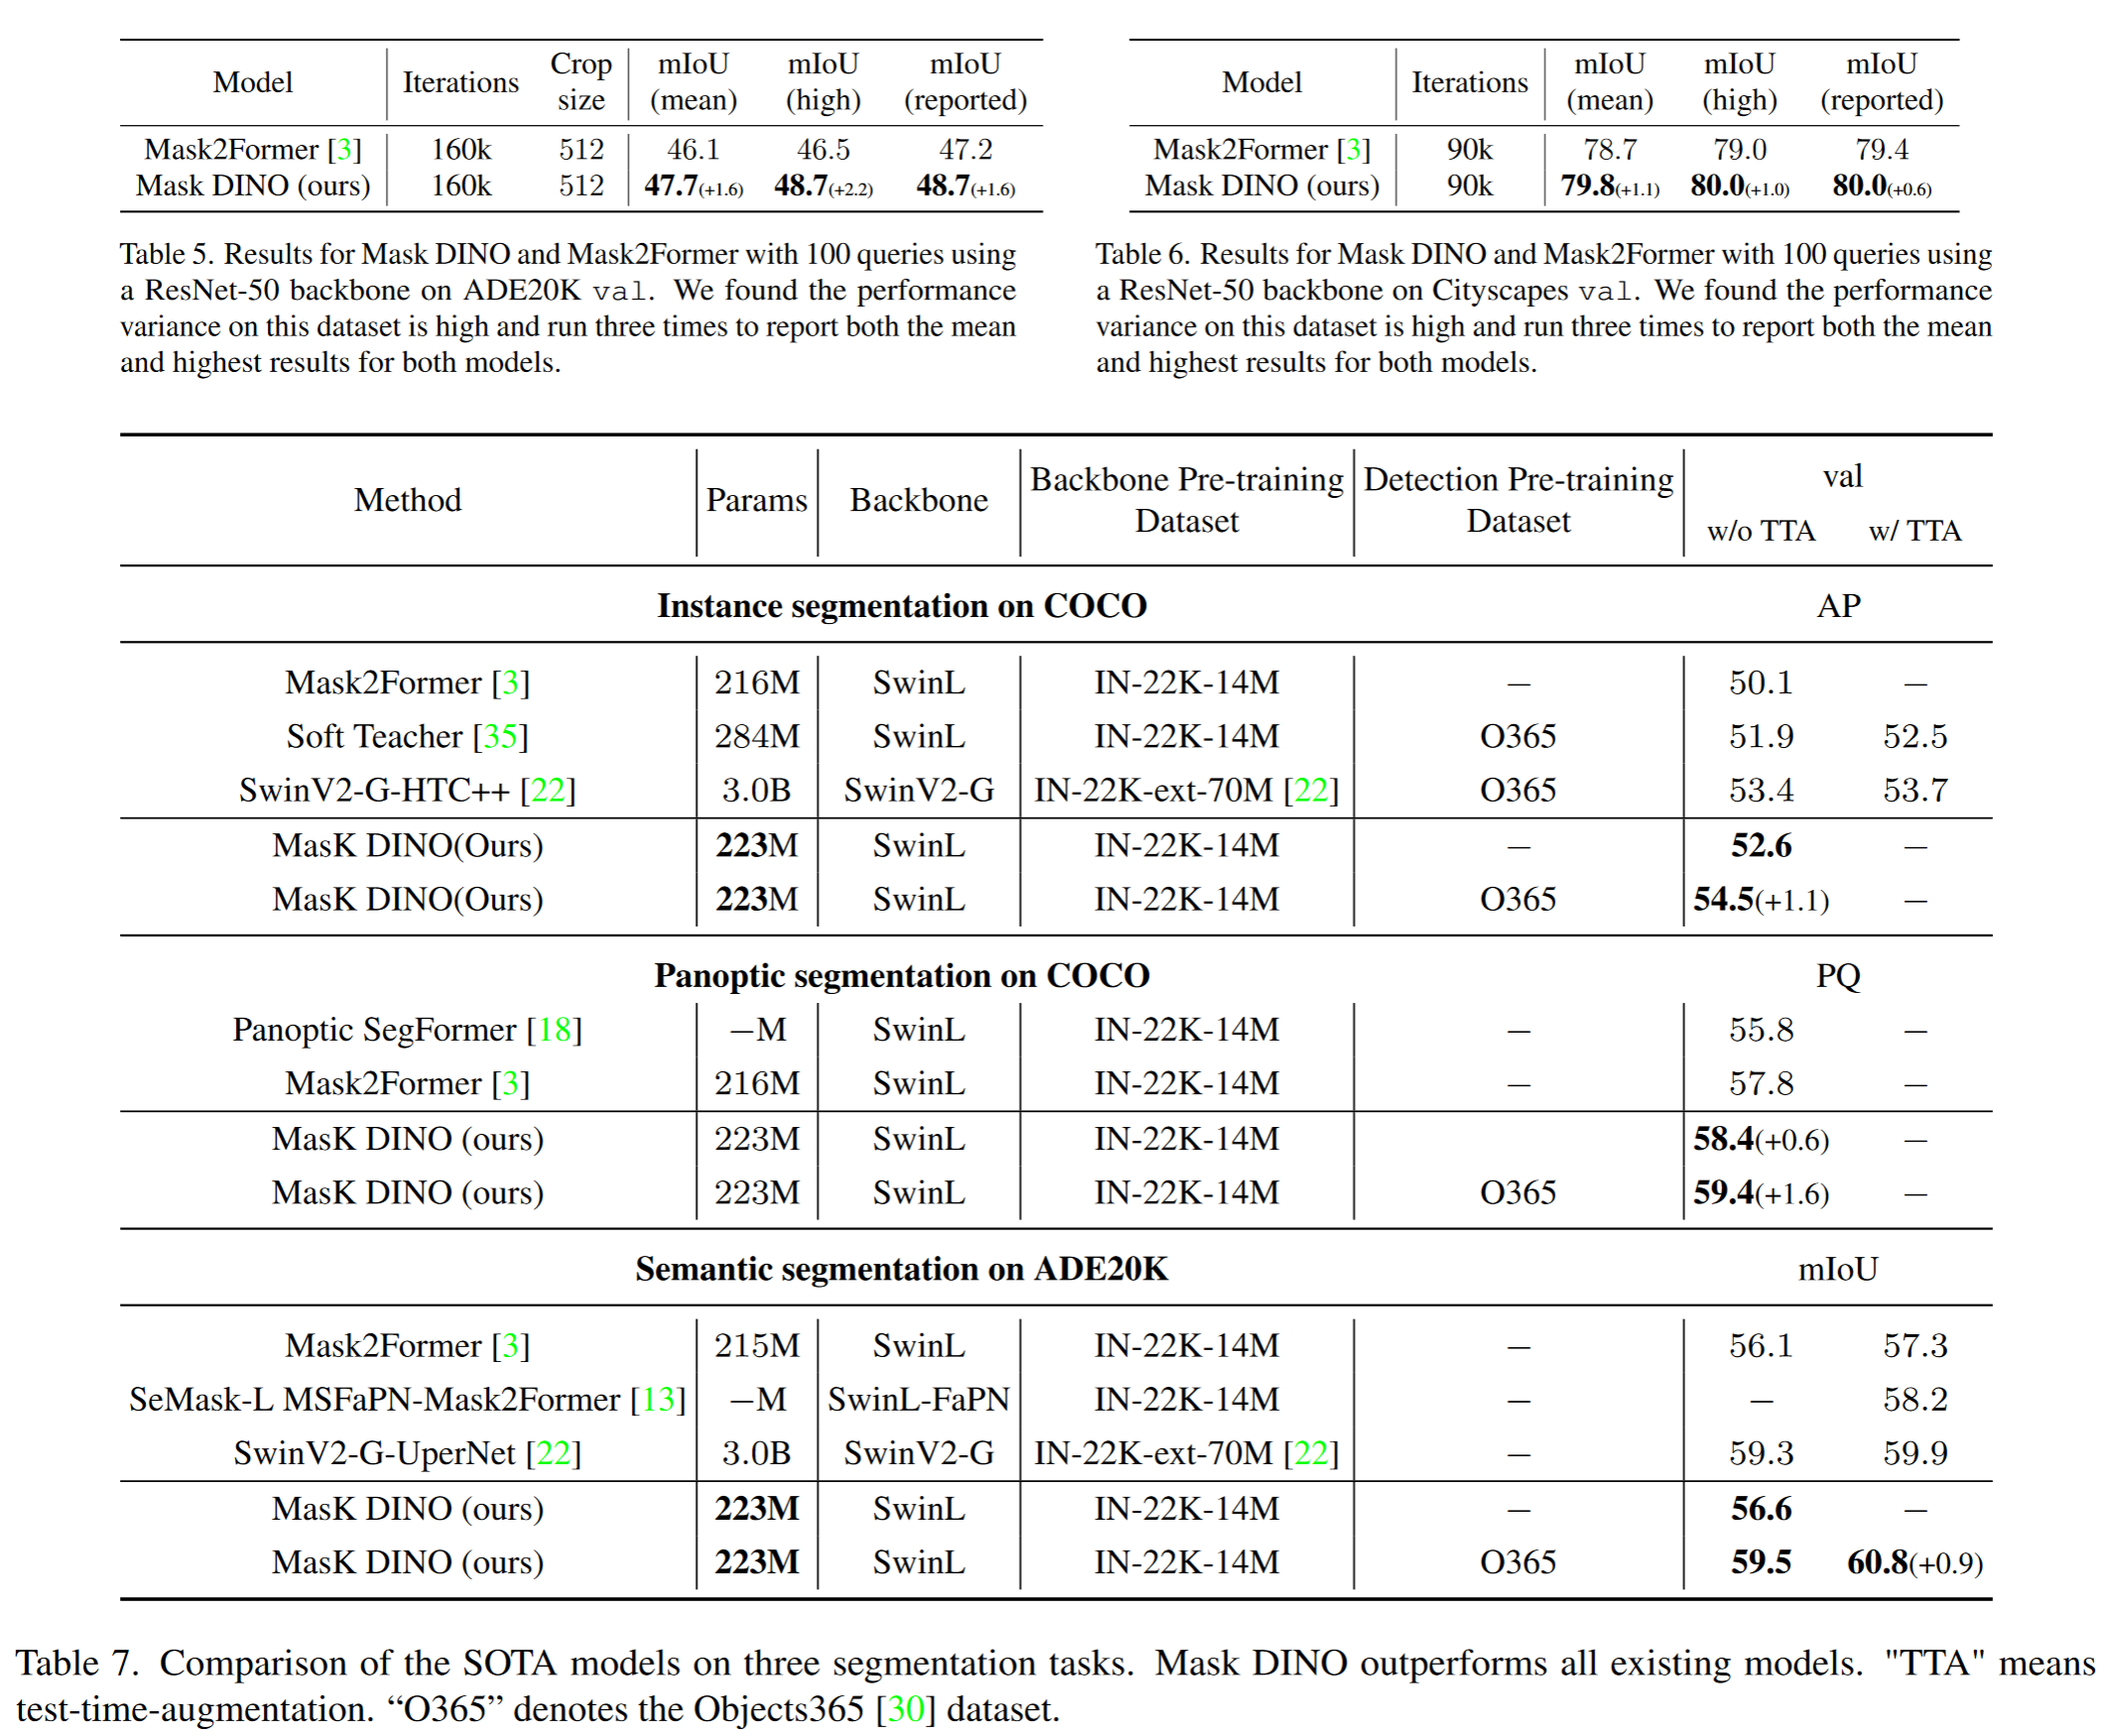 Model Iterations Crop size mIoU (mean) mIoU (high) mIoU (reported)
Mask2Former [3] 160k 512 46.1 46.5 47.2
Mask DINO (ours) 160k 512 47.7(+1.6) 48.7(+2.2) 48.7(+1.6)
Table 5. Results for Mask DINO and Mask2Former with 100 queries using
a ResNet-50 backbone on ADE20K val. We found the performance
variance on this dataset is high and run three times to report both the mean
and highest results for both models.
Model Iterations mIoU (mean) mIoU (high) mIoU (reported)
Mask2Former [3] 90k 78.7 79.0 79.4
Mask DINO (ours) 90k 79.8(+1.1) 80.0(+1.0) 80.0(+0.6)
Table 6. Results for Mask DINO and Mask2Former with 100 queries using
a ResNet-50 backbone on Cityscapes val. We found the performance
variance on this dataset is high and run three times to report both the mean
and highest results for both models.
Method Params Backbone Backbone Pre-training Dataset Detection Pre-training Dataset val
w/o TTA w/ TTA
Instance segmentation on COCO AP
Mask2Former [3] 216M SwinL IN-22K-14M − 50.1 −
Soft Teacher [35] 284M SwinL IN-22K-14M O365 51.9 52.5
SwinV2-G-HTC++ [22] 3.0B SwinV2-G IN-22K-ext-70M [22] O365 53.4 53.7
MasK DINO(Ours) 223M SwinL IN-22K-14M − 52.6 −
MasK DINO(Ours) 223M SwinL IN-22K-14M O365 54.5(+1.1) −
Panoptic segmentation on COCO PQ
Panoptic SegFormer [18] −M SwinL IN-22K-14M − 55.8 −
Mask2Former [3] 216M SwinL IN-22K-14M − 57.8 −
MasK DINO (ours) 223M SwinL IN-22K-14M 58.4(+0.6) −
MasK DINO (ours) 223M SwinL IN-22K-14M O365 59.4(+1.6) −
Semantic segmentation on ADE20K mIoU
Mask2Former [3] 215M SwinL IN-22K-14M − 56.1 57.3
SeMask-L MSFaPN-Mask2Former [13] −M SwinL-FaPN IN-22K-14M − − 58.2
SwinV2-G-UperNet [22] 3.0B SwinV2-G IN-22K-ext-70M [22] − 59.3 59.9
MasK DINO (ours) 223M SwinL IN-22K-14M − 56.6 −
MasK DINO (ours) 223M SwinL IN-22K-14M O365 59.5 60.8(+0.9)
Table 7. Comparison of the SOTA models on three segmentation tasks. Mask DINO outperforms all existing models. "TTA" means
test-time-augmentation. “O365” denotes the Objects365 [30] dataset.